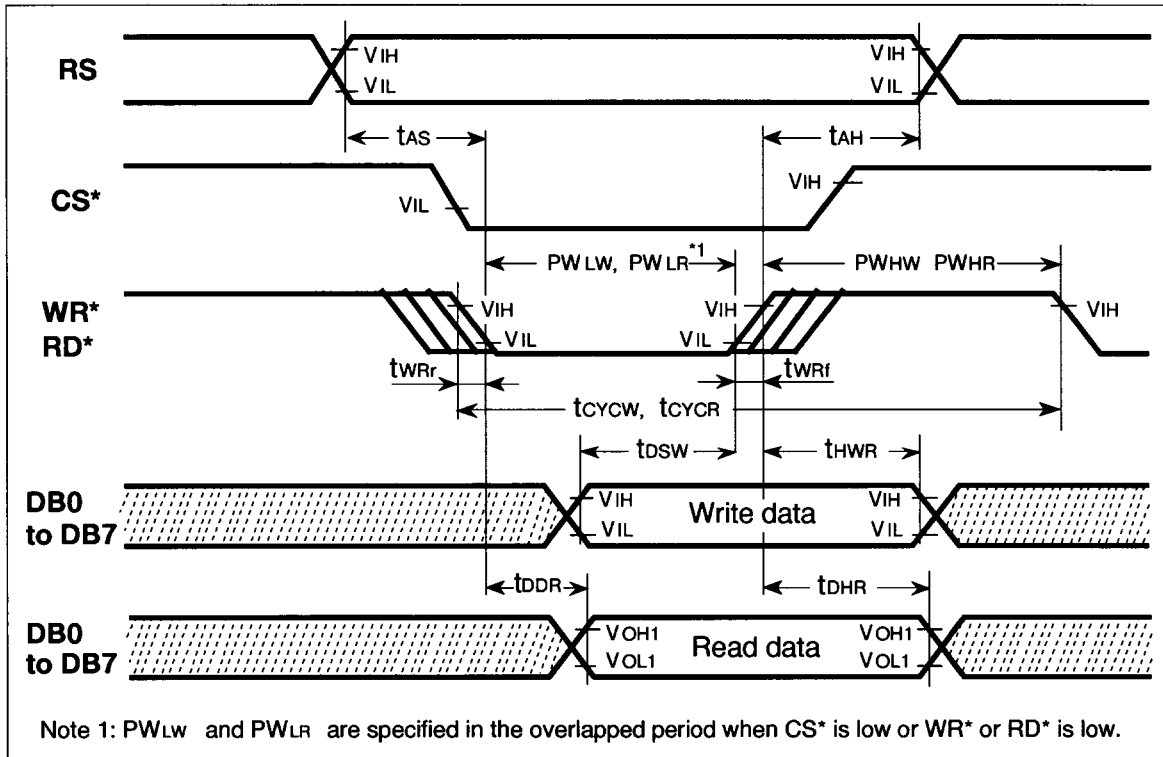 RS
VIH
VIL
VIH
VIL
tAS
tAH
CS*
VIL
VIH
PWLW, PWLR*1
PWHW PWHR
WR*
RD*
VIH
VIL
VIH
VIL
VIH
tWRr
tWRf
tCYCW, tCYCR
tDSW
tHWR
DB0
to DB7
VIH
VIL
Write data
VIH
VIL
tDDR
tDHR
DB0
to DB7
VOH1
VOL1
Read data
VOH1
VOL1
Note 1: PWLW and PWLR are specified in the overlapped period when CS* is low or WR* or RD* is low.